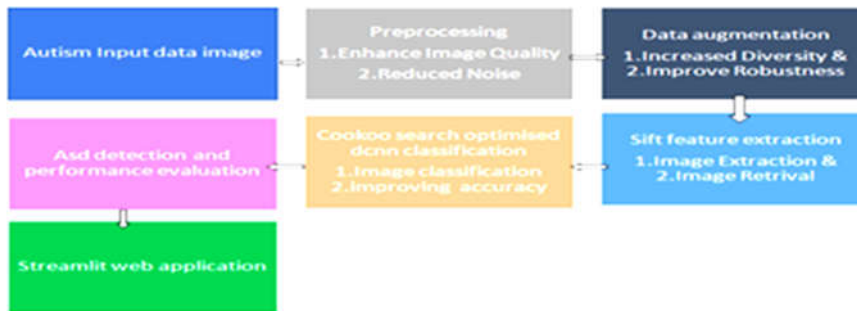 Autism Input data image
Preprocessing
1.Enhance Image Quality
2.Reduced Noise
Data augmentation
1.Increased Diversity &
2.Improve Robustness
Sift feature extraction
1.Image Extraction &
2.Image Retrival
Cookoo search optimised
dcnn classification
1.Image classification
2.improving accuracy
Asd detection and
performance evaluation
Streamlit web application